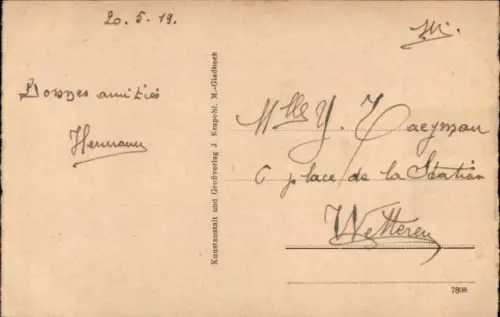 20.5.19.
M.
Bonnes amitiés
Hermann
Kunstanstalt und Großverlag J. Krapohl, M.-Gladbach
Mlle Y. Taeyman
6 place de la Station
Wetteren
7808